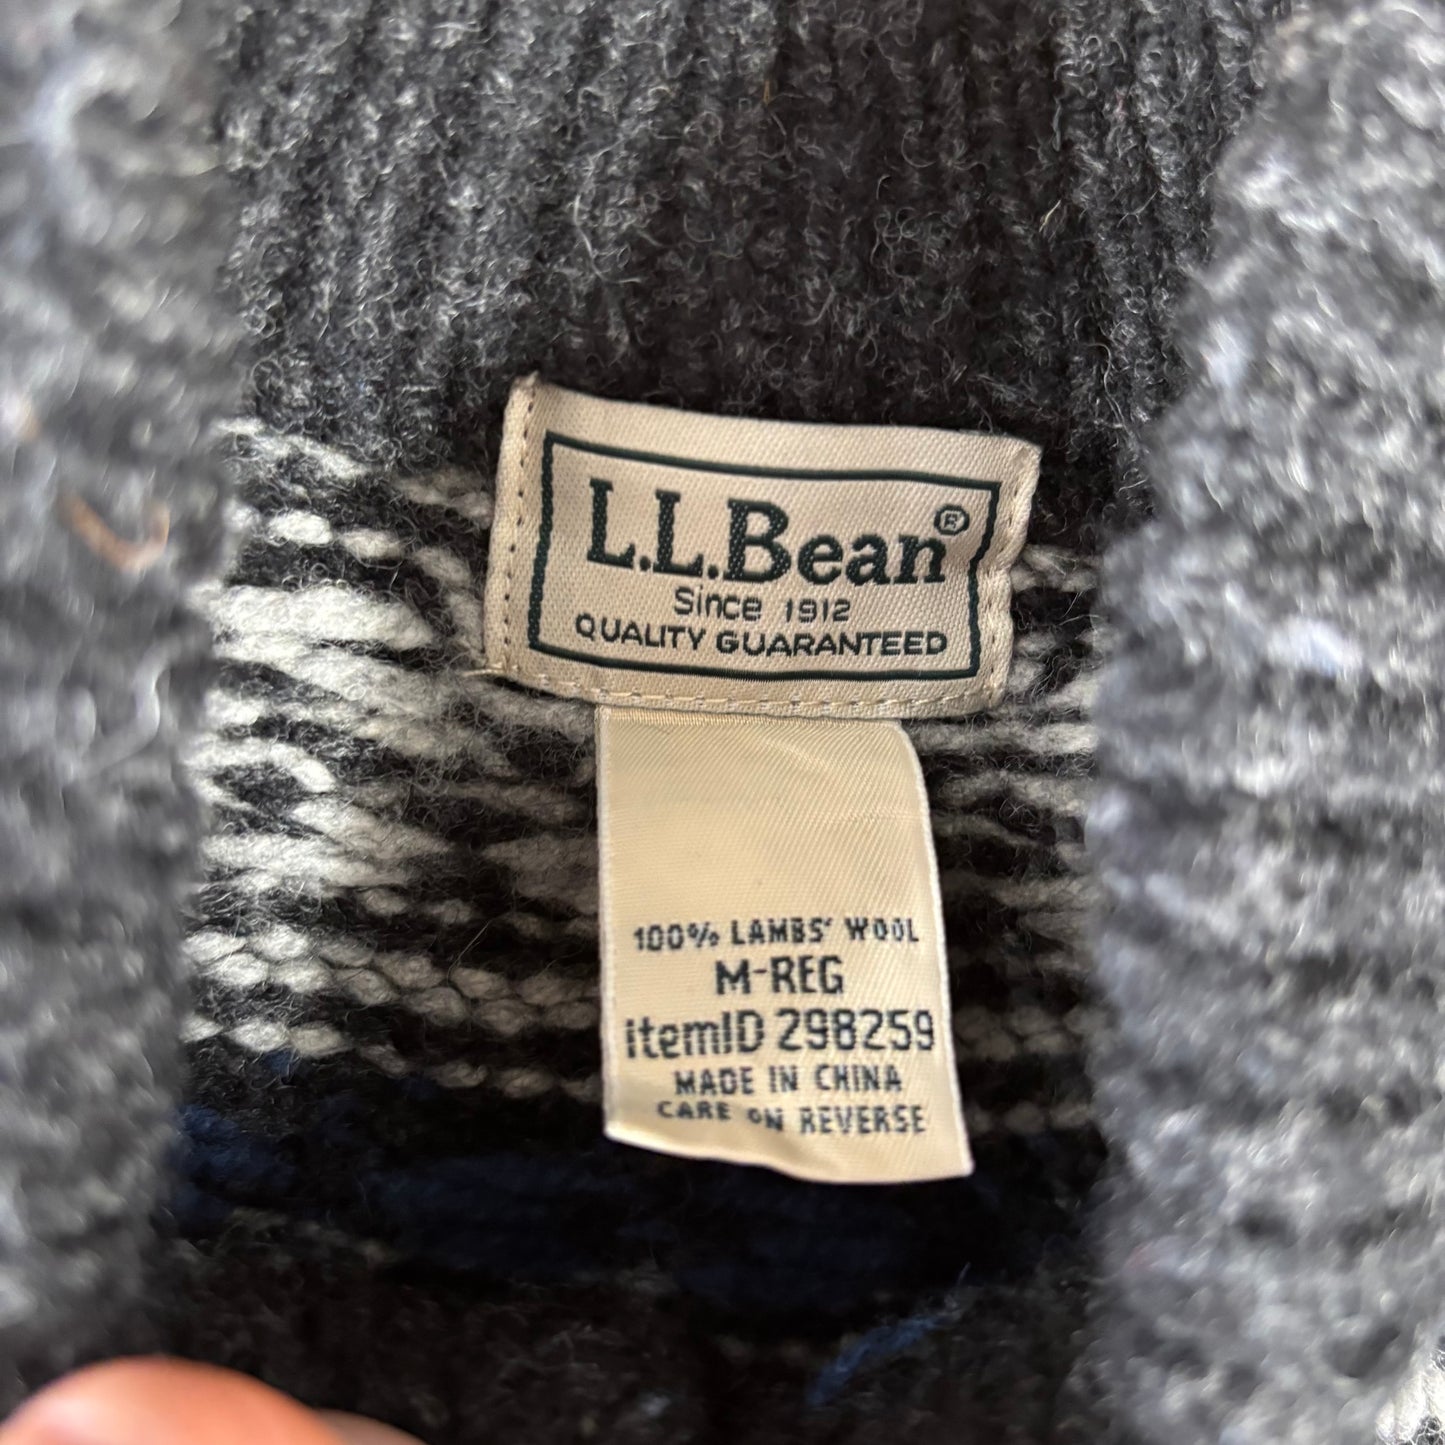 L.L.Bean®
Since 1912
QUALITY GUARANTEED
100% LAMBS' WOOL
M-REG
itemID 298259
MADE IN CHINA
CARE ON REVERSE